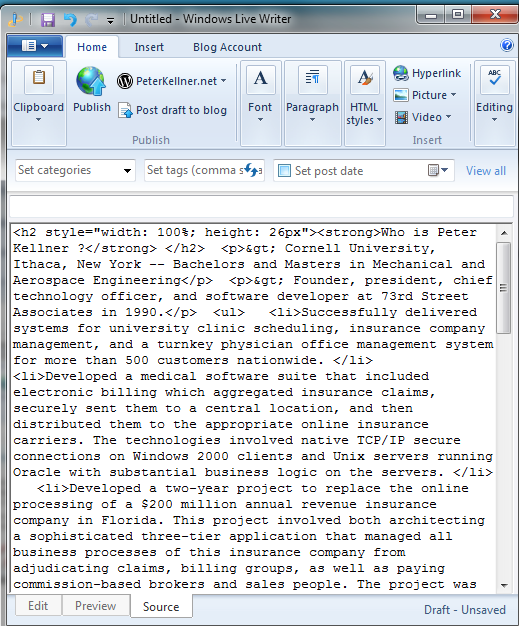 Untitled - Windows Live Writer
Home Insert Blog Account
Clipboard
Publish
PeterKellner.net
Post draft to blog
Publish
Font
Paragraph
HTML
styles
Hyperlink
Picture
Video
Insert
ABC
Editing
Set categories
Set tags (comma s
Set post date
View all
<h2 style="width: 100%; height: 26px"><strong>Who is Peter
Kellner ?</strong> </h2>  <p>&gt; Cornell University,
Ithaca, New York -- Bachelors and Masters in Mechanical and
Aerospace Engineering</p>  <p>&gt; Founder, president, chief
technology officer, and software developer at 73rd Street
Associates in 1990.</p>  <ul>   <li>Successfully delivered
systems for university clinic scheduling, insurance company
management, and a turnkey physician office management system
for more than 500 customers nationwide. </li>
<li>Developed a medical software suite that included
electronic billing which aggregated insurance claims,
securely sent them to a central location, and then
distributed them to the appropriate online insurance
carriers. The technologies involved native TCP/IP secure
connections on Windows 2000 clients and Unix servers running
Oracle with substantial business logic on the servers. </li>
<li>Developed a two-year project to replace the online
processing of a $200 million annual revenue insurance
company in Florida. This project involved both architecting
a sophisticated three-tier application that managed all
business processes of this insurance company from
adjudicating claims, billing groups, as well as paying
commission-based brokers and sales people. The project was
Edit Preview Source
Draft - Unsaved